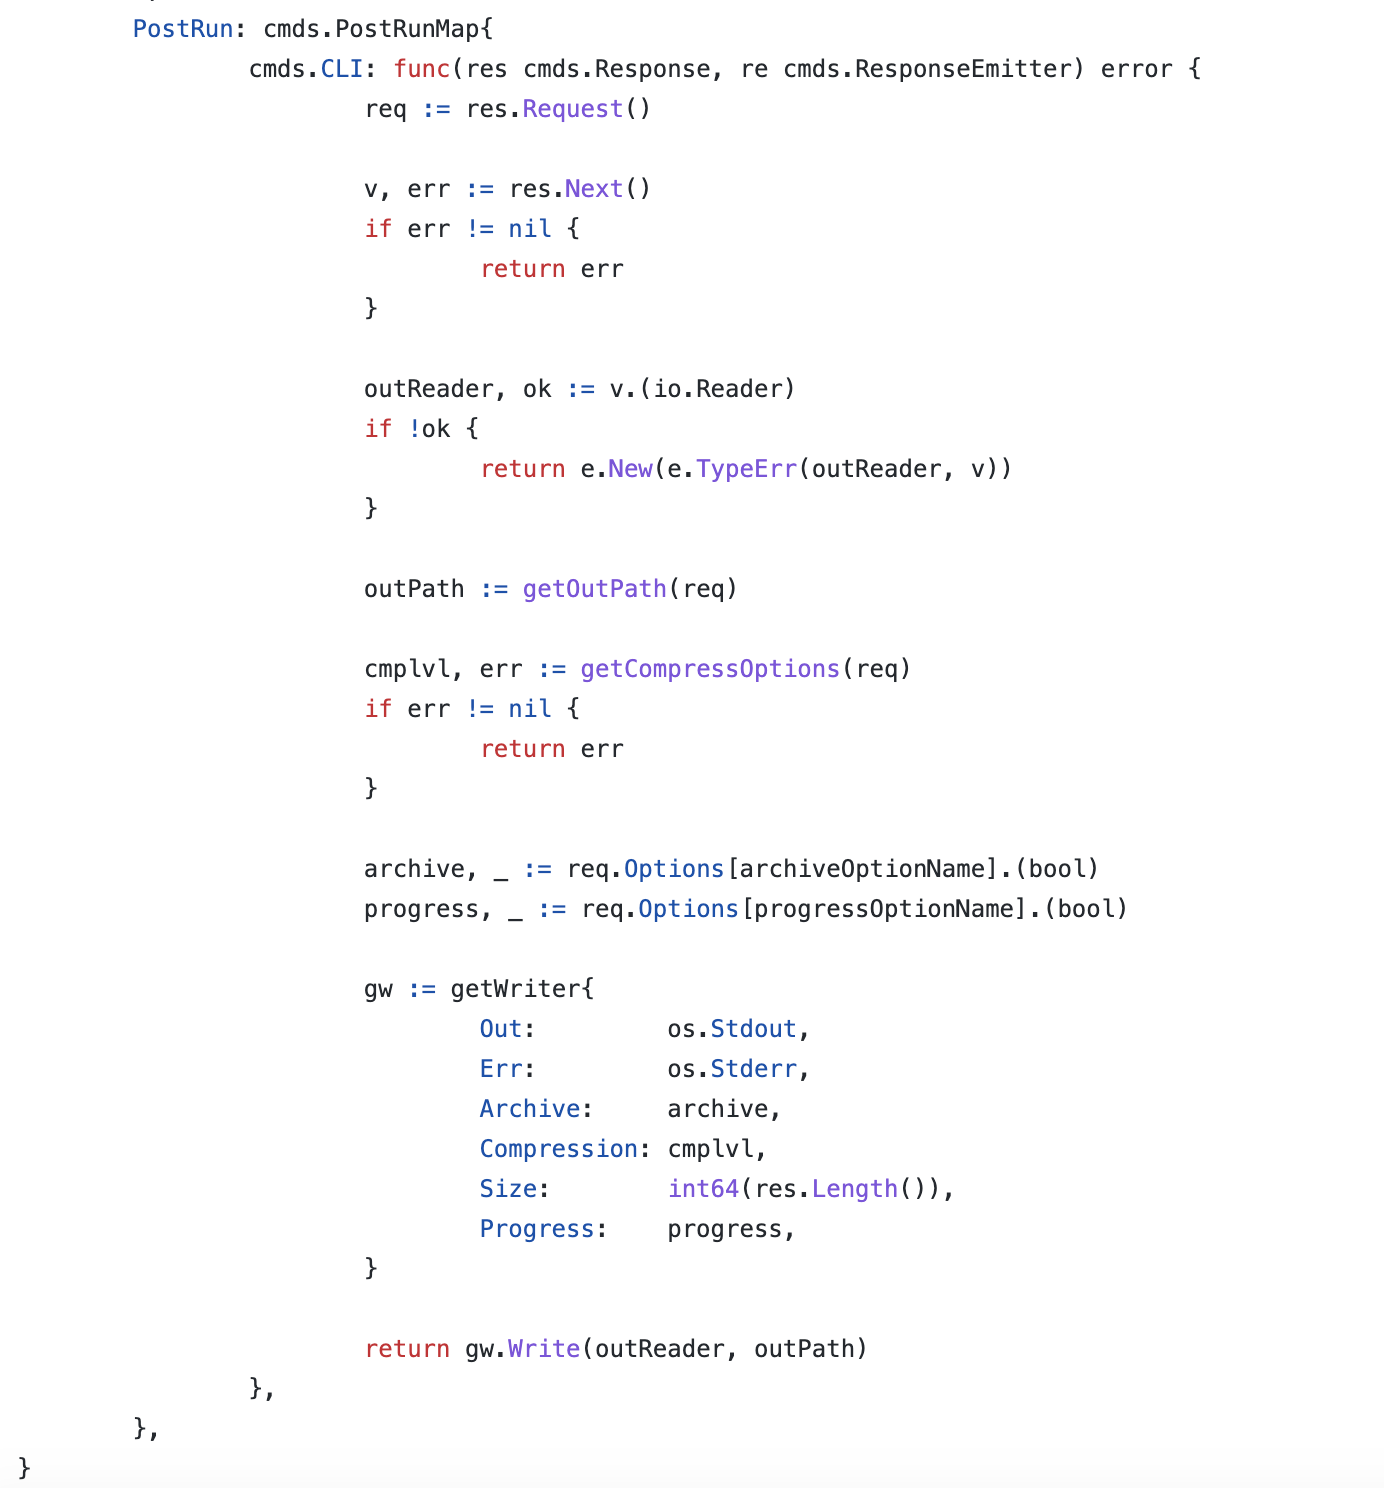 PostRun: cmds.PostRunMap{
cmds.CLI: func(res cmds.Response, re cmds.ResponseEmitter) error {
req := res.Request()
v, err := res.Next()
if err != nil {
return err
}
outReader, ok := v.(io.Reader)
if !ok {
return e.New(e.TypeErr(outReader, v))
}
outPath := getOutPath(req)
cmplvl, err := getCompressOptions(req)
if err != nil {
return err
}
archive, _ := req.Options[archiveOptionName].(bool)
progress, _ := req.Options[progressOptionName].(bool)
gw := getWriter{
Out: os.Stdout,
Err: os.Stderr,
Archive: archive,
Compression: cmplvl,
Size: int64(res.Length()),
Progress: progress,
}
return gw.Write(outReader, outPath)
},
},
}